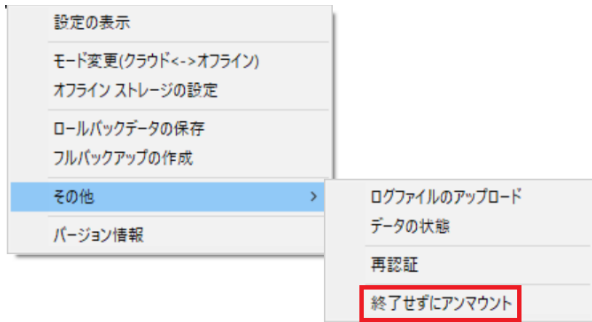 設定の表示
モード変更(クラウド<->オフライン)
オフライン ストレージの設定
ロールバックデータの保存
フルバックアップの作成
その他 >
バージョン情報
ログファイルのアップロード
データの状態
再認証
終了せずにアンマウント